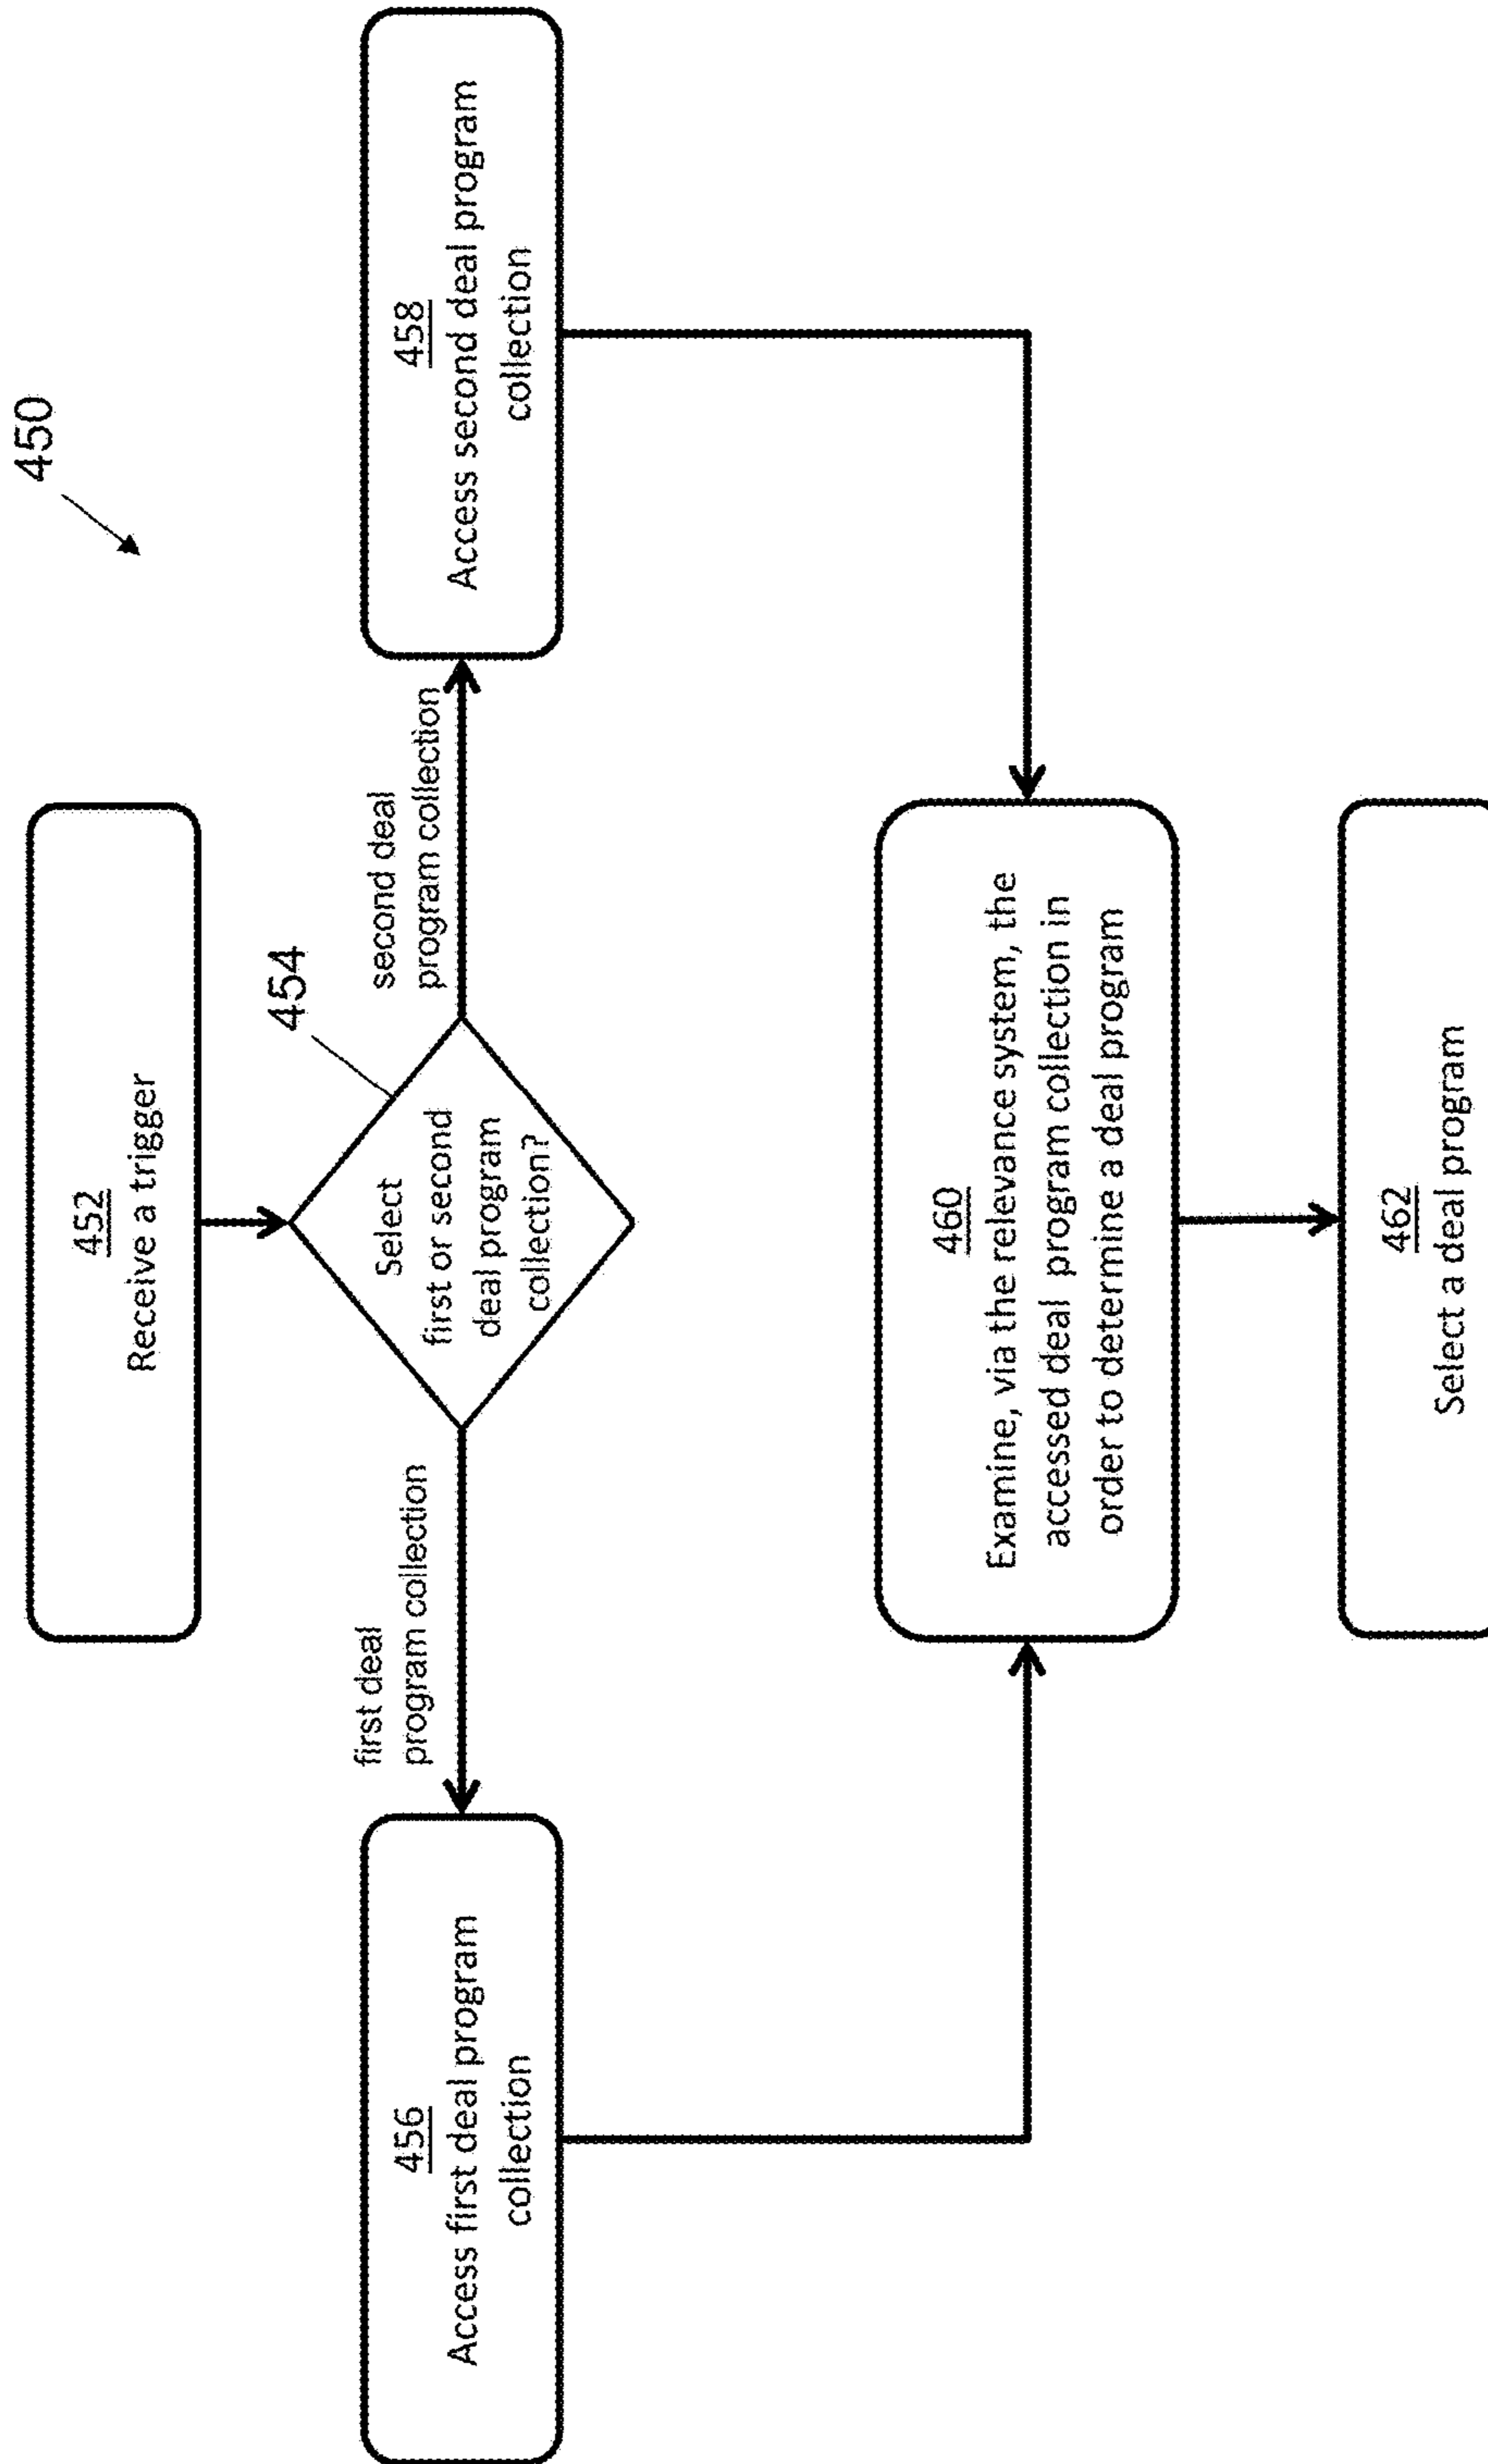 450
452
Receive a trigger
454
Select
first or second
deal program
collection?
first deal
program collection
second deal
program collection
456
Access first deal program
collection
458
Access second deal program
collection
460
Examine, via the relevance system, the
accessed deal program collection in
order to determine a deal program
462
Select a deal program